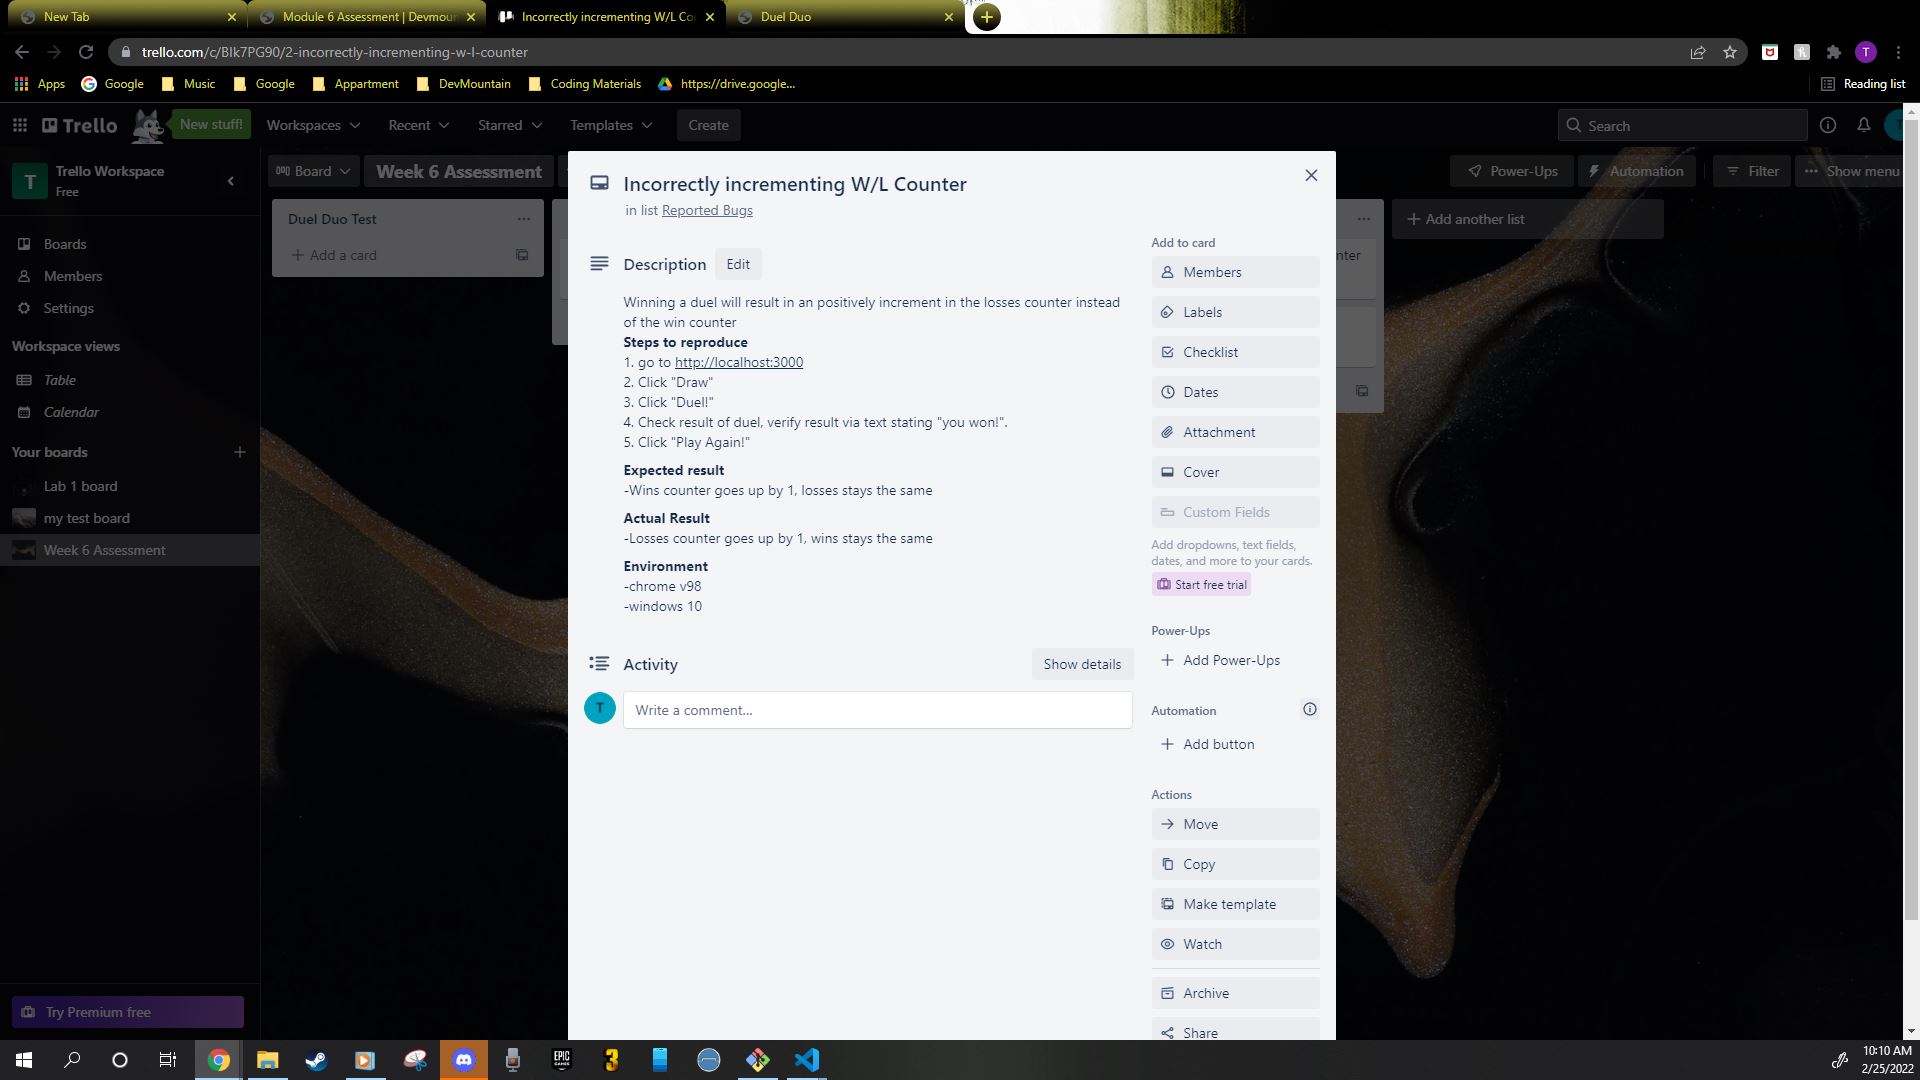 New Tab
Module 6 Assessment | Devmoun
Incorrectly incrementing W/L Co
Duel Duo
trello.com/c/BIk7PG90/2-incorrectly-incrementing-w-l-counter
T
Apps
Google
Music
Google
Appartment
DevMountain
Coding Materials
https://drive.google...
Reading list
Trello
New stuff!
Workspaces
Recent
Starred
Templates
Create
Search
T
Trello Workspace
Free
Board
Week 6 Assessment
Power-Ups
Automation
Filter
Show menu
Boards
Members
Settings
Workspace views
Table
Calendar
Your boards
Lab 1 board
my test board
Week 6 Assessment
Try Premium free
Duel Duo Test
Add a card
Add another list
nter
Incorrectly incrementing W/L Counter
in list Reported Bugs
Description
Edit
Winning a duel will result in an positively increment in the losses counter instead
of the win counter
Steps to reproduce
1. go to http://localhost:3000
2. Click "Draw"
3. Click "Duel!"
4. Check result of duel, verify result via text stating "you won!".
5. Click "Play Again!"
Expected result
-Wins counter goes up by 1, losses stays the same
Actual Result
-Losses counter goes up by 1, wins stays the same
Environment
-chrome v98
-windows 10
Activity
Show details
T
Write a comment...
Add to card
Members
Labels
Checklist
Dates
Attachment
Cover
Custom Fields
Add dropdowns, text fields,
dates, and more to your cards.
Start free trial
Power-Ups
Add Power-Ups
Automation
Add button
Actions
Move
Copy
Make template
Watch
Archive
Share
EPIC
GAMES
3
10:10 AM
2/25/2022